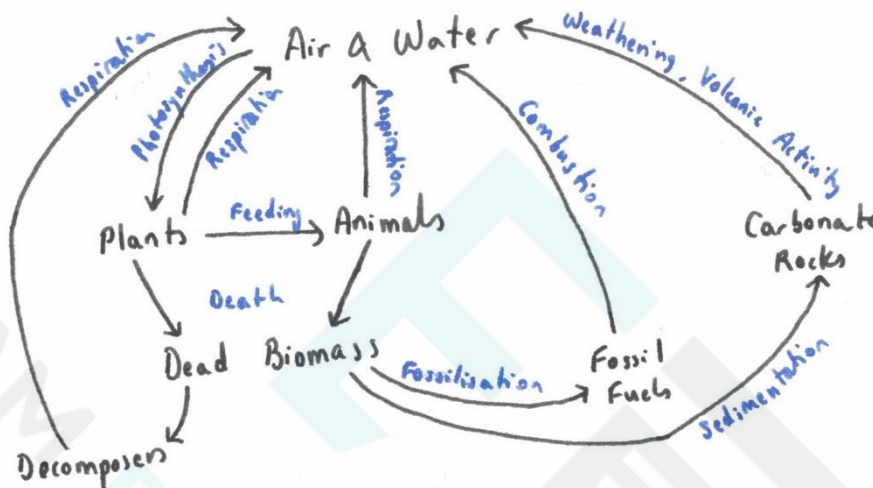 Air & Water
Respiration
Photosynthesis
Respiration
Respiration
Combustion
Weathering, Volcanic Activity
Plants
Feeding
Animals
Carbonate
Rocks
Death
Dead Biomass
Fossilisation
Fossil
Fuels
Sedimentation
Decomposers